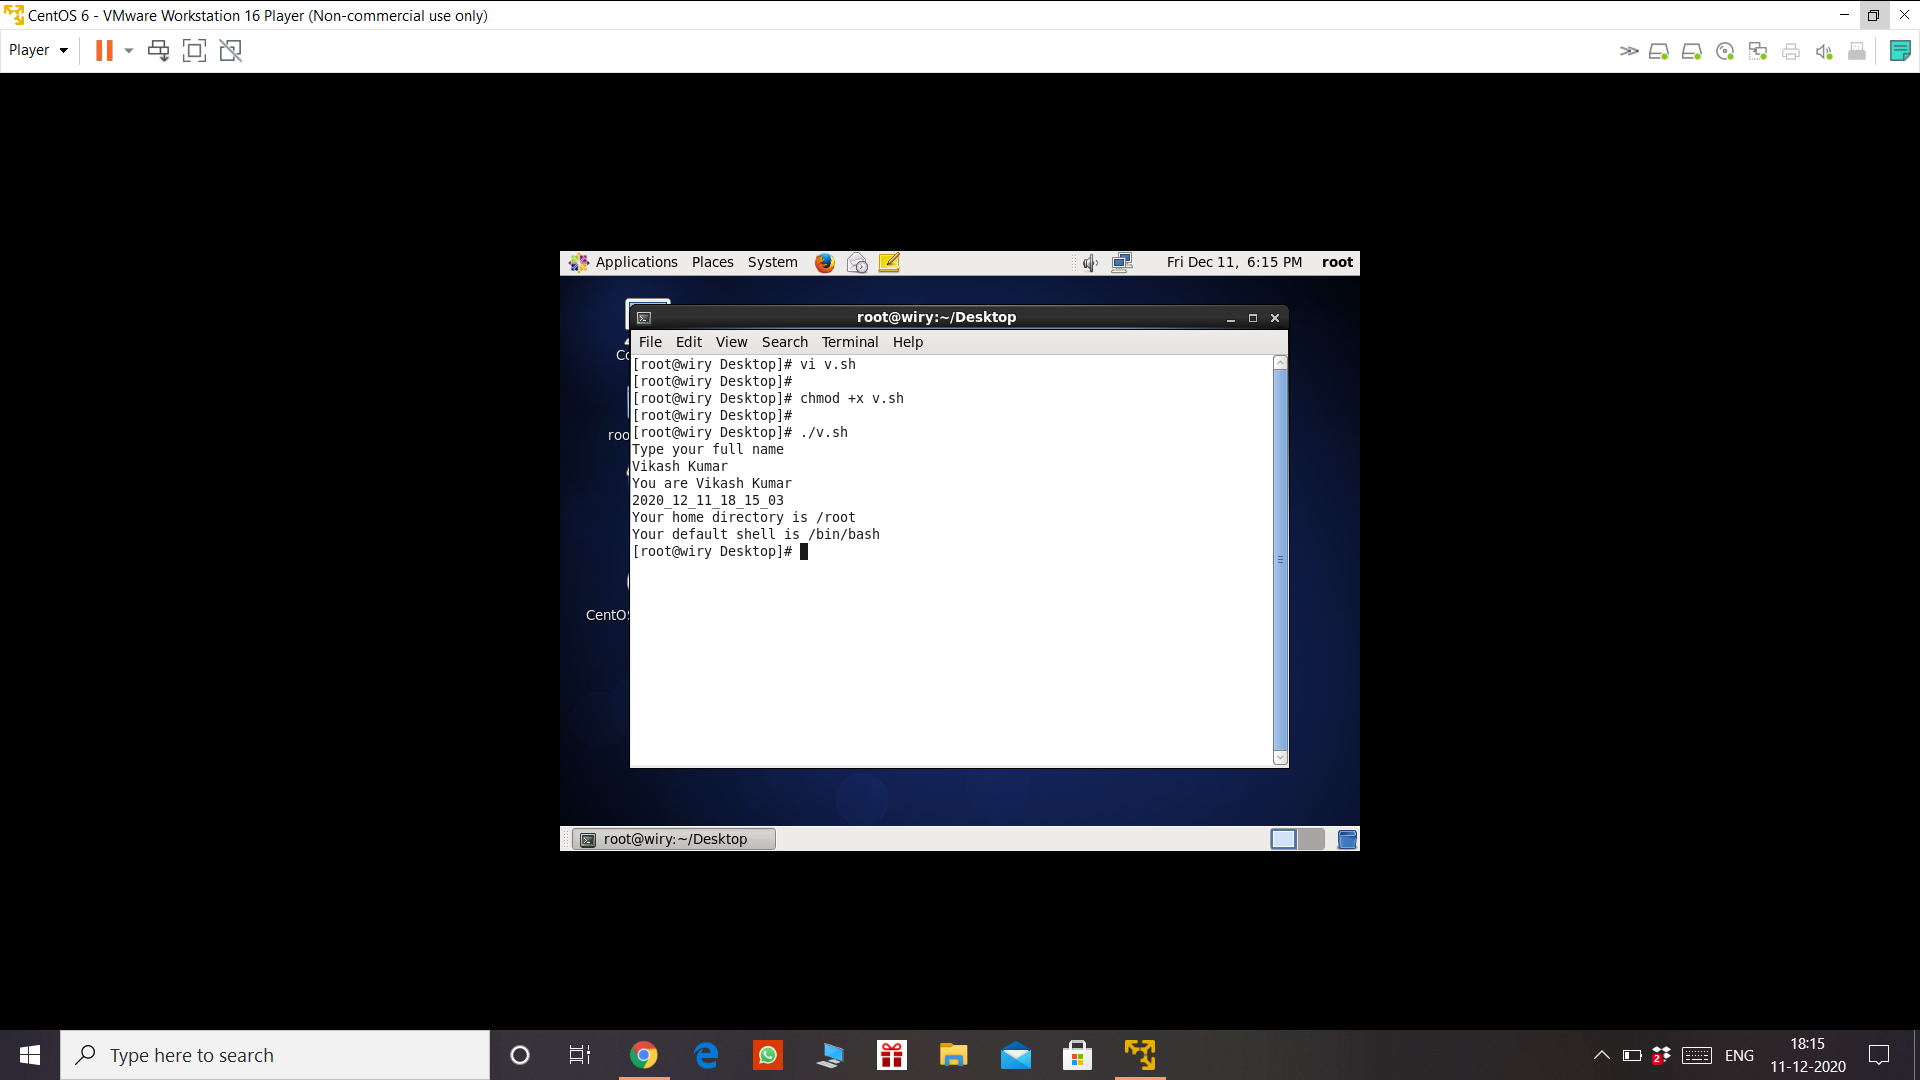 CentOS 6 - VMware Workstation 16 Player (Non-commercial use only)
Player
Applications Places System Fri Dec 11, 6:15 PM root
root@wiry:~/Desktop
File Edit View Search Terminal Help
[root@wiry Desktop]# vi v.sh
[root@wiry Desktop]#
[root@wiry Desktop]# chmod +x v.sh
[root@wiry Desktop]#
[root@wiry Desktop]# ./v.sh
Type your full name
Vikash Kumar
You are Vikash Kumar
2020_12_11_18_15_03
Your home directory is /root
Your default shell is /bin/bash
[root@wiry Desktop]#
root@wiry:~/Desktop
Type here to search
2
ENG
18:15
11-12-2020